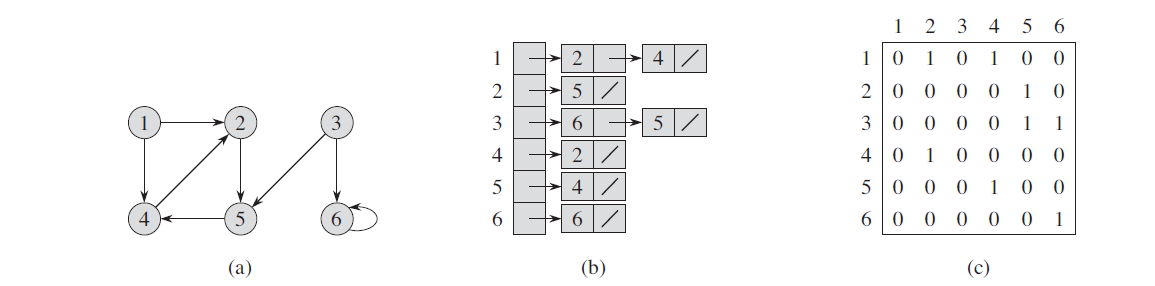 1 2 3
4 5 6
(a)
1 2 4
2 5
3 6 5
4 2
5 4
6 6
(b)
1 2 3 4 5 6
1 0 1 0 1 0 0
2 0 0 0 0 1 0
3 0 0 0 0 1 1
4 0 1 0 0 0 0
5 0 0 0 1 0 0
6 0 0 0 0 0 1
(c)